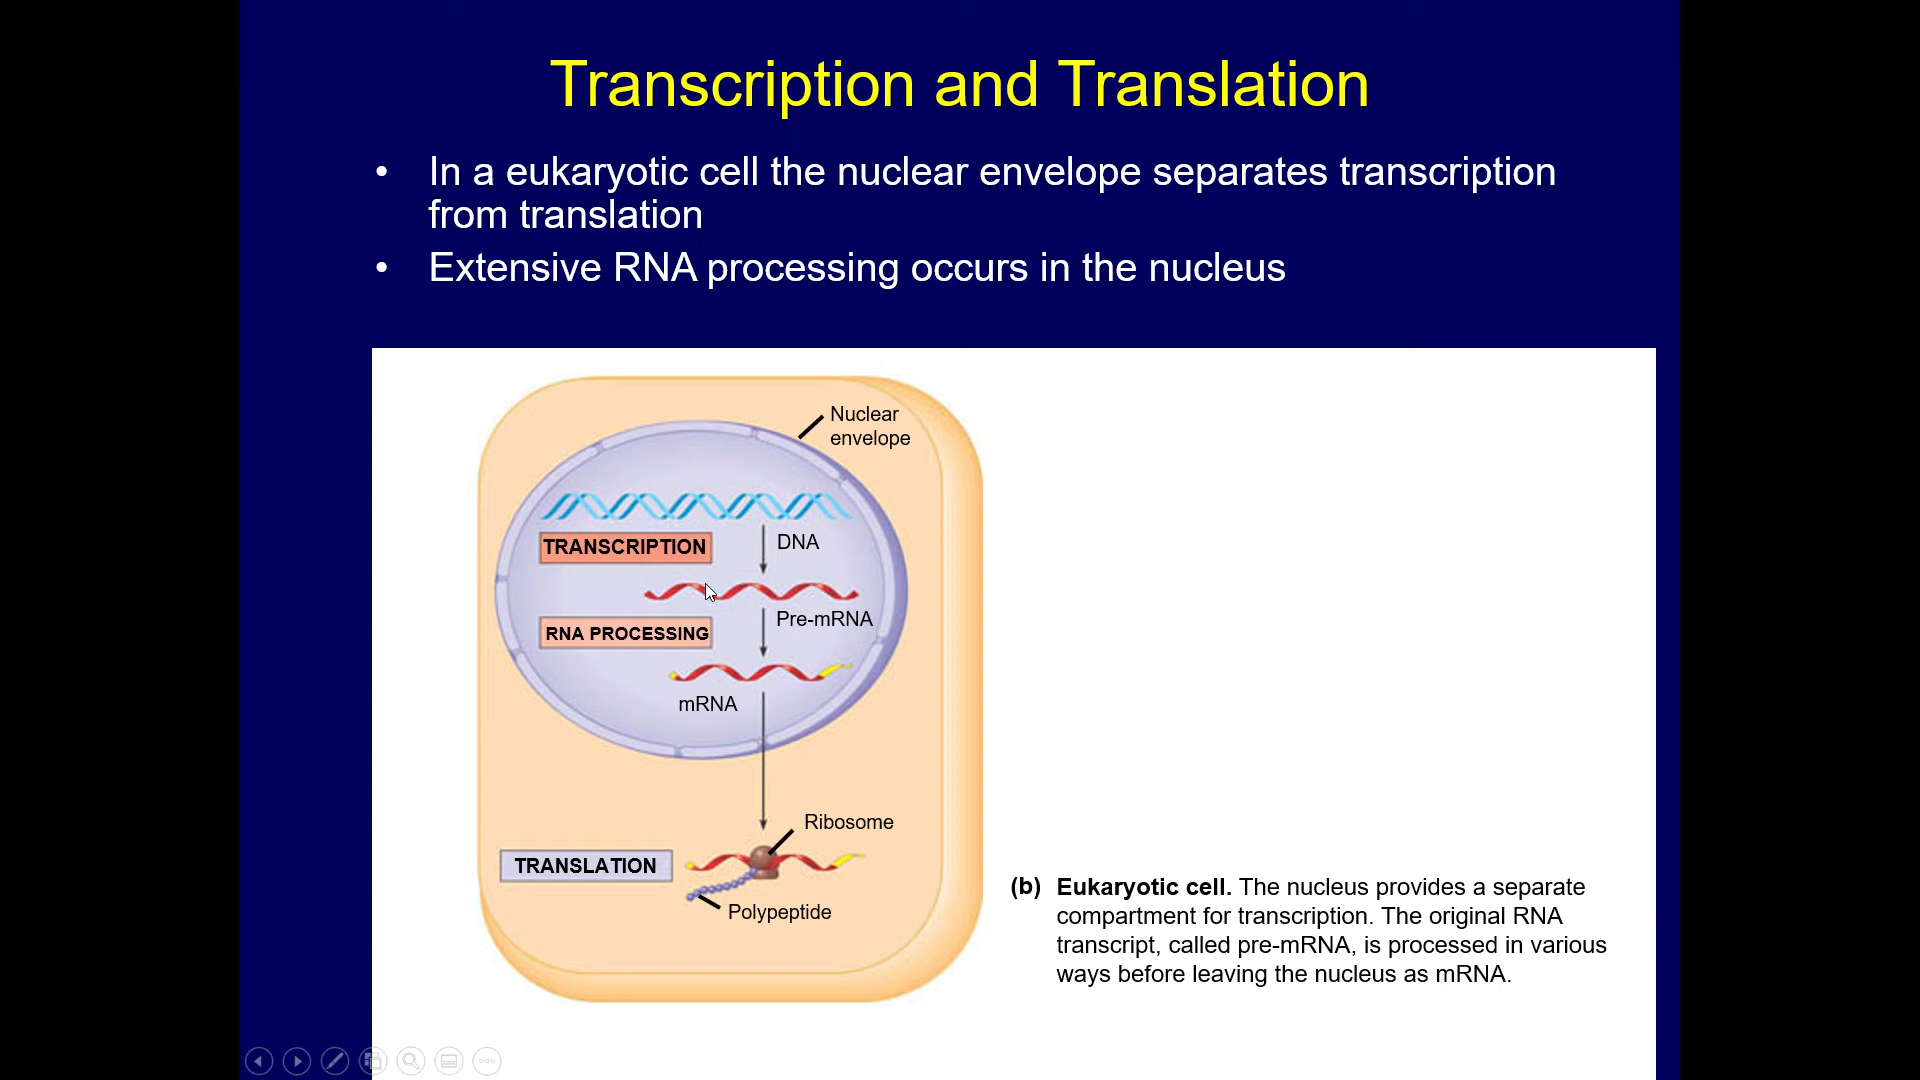 Transcription and Translation
• In a eukaryotic cell the nuclear envelope separates transcription
from translation
• Extensive RNA processing occurs in the nucleus
Nuclear
envelope
TRANSCRIPTION
DNA
Pre-mRNA
RNA PROCESSING
mRNA
Ribosome
TRANSLATION
Polypeptide
(b) Eukaryotic cell. The nucleus provides a separate
compartment for transcription. The original RNA
transcript, called pre-mRNA, is processed in various
ways before leaving the nucleus as mRNA.